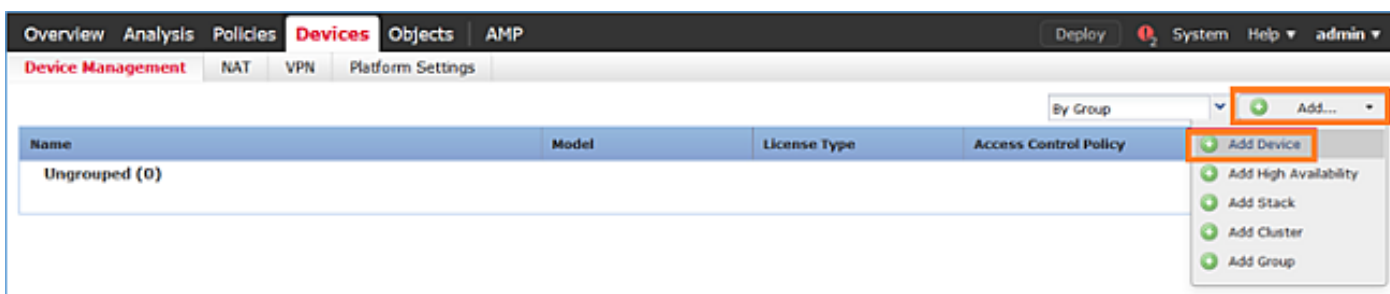 Overview Analysis Policies Devices Objects AMP Deploy 2 System Help admin
Device Management NAT VPN Platform Settings
By Group Add...
Name Model License Type Access Control Policy Add Device
Ungrouped (0) Add High Availability
Add Stack
Add Cluster
Add Group